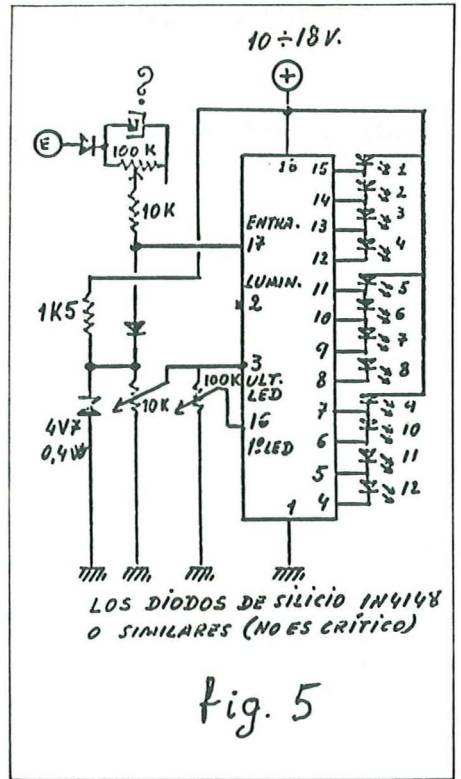 10÷18V.
+
?
E
100K
10K
18
15
1
14
2
13
3
12
4
ENTRA.
17
LUMIN.
2
11
5
10
6
9
7
8
8
1K5
3
ULT.
LED
100K
10K
16
1º LED
7
9
6
10
5
11
4
12
4V7
0,4W
1
LOS DIODOS DE SILICIO 1N4148
O SIMILARES (NO ES CRÍTICO)
fig. 5